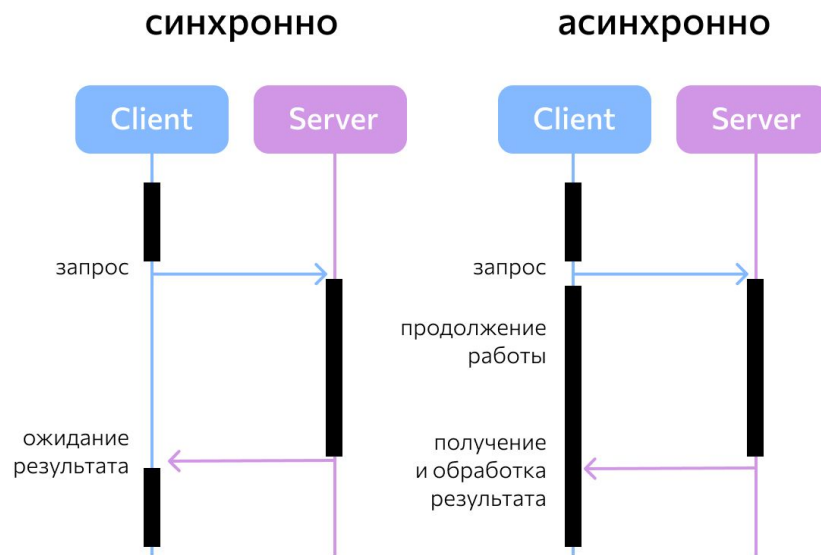 синхронно
Client
Server
запрос
ожидание
результата
асинхронно
Client
Server
запрос
продолжение
работы
получение
и обработка
результата